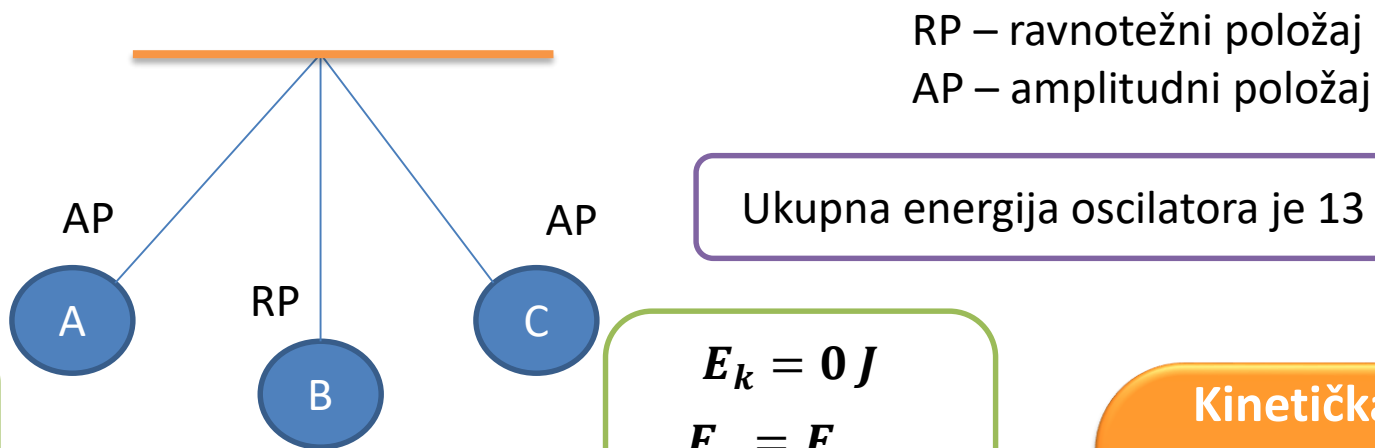 RP – ravnotežni položaj
AP – amplitudni položaj
Ukupna energija oscilatora je 13
AP
AP
RP
A
C
B
E_k = 0 J
Kinetička